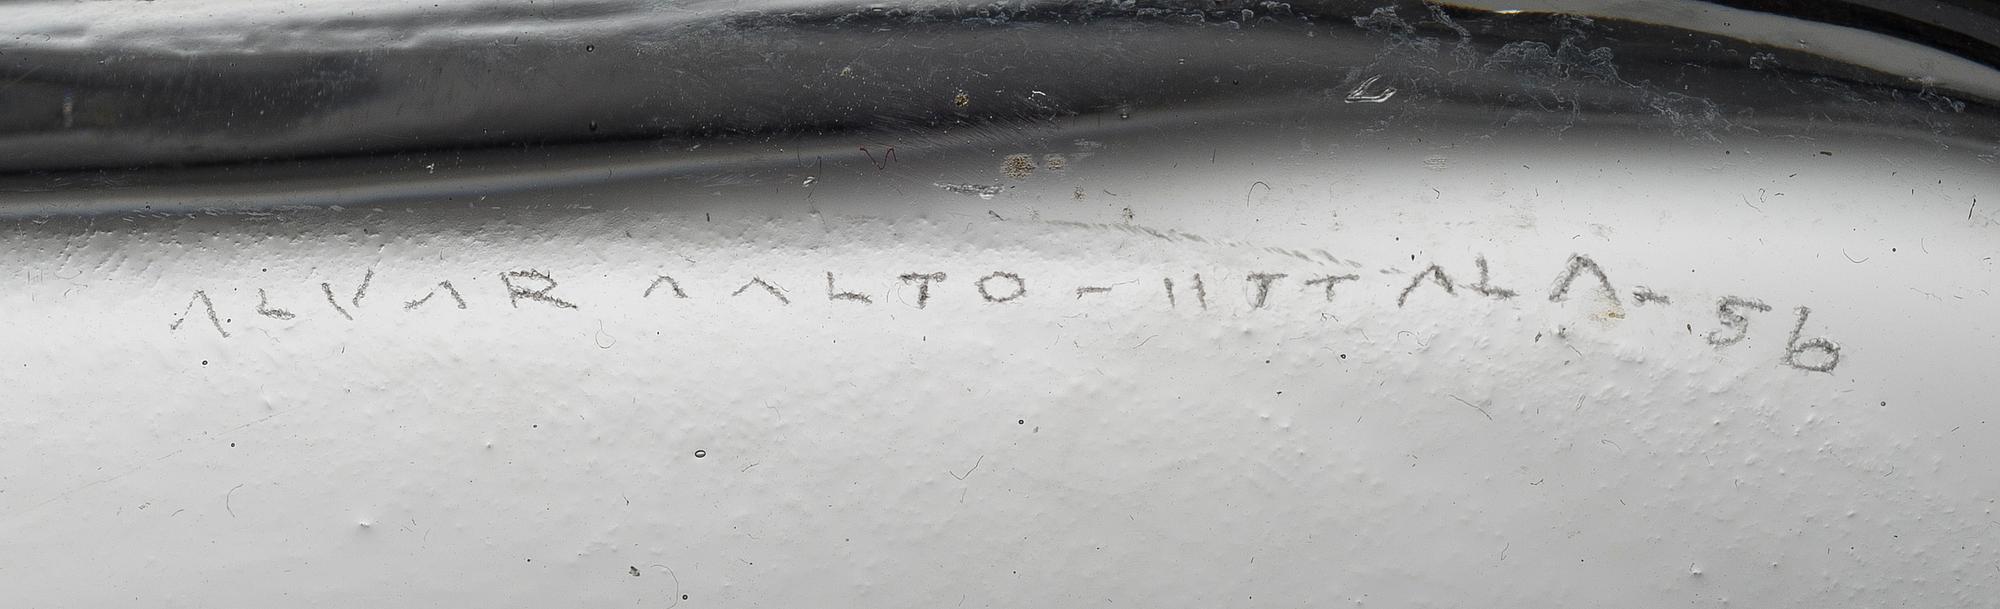 ALVAR AALTO - IITTALA - 56